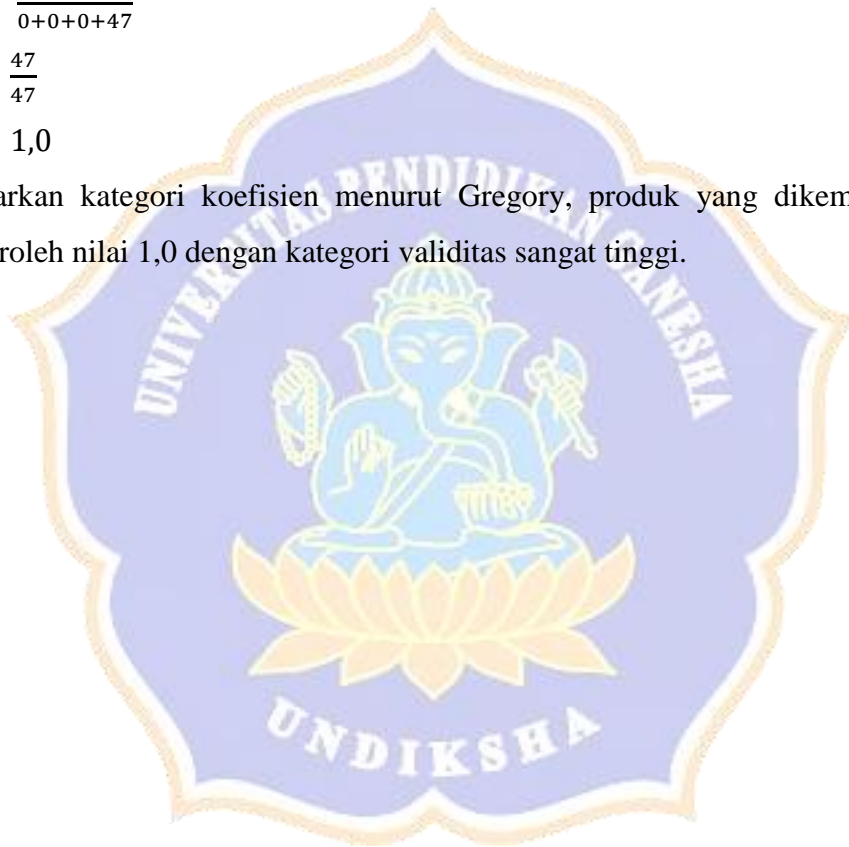 0+0+0+47
47
47
1,0
arkan kategori koefisien menurut Gregory, produk yang dikem
roleh nilai 1,0 dengan kategori validitas sangat tinggi.
UNIVERSITAS PENDIDIKAN GANESHA
UNDIKSHA